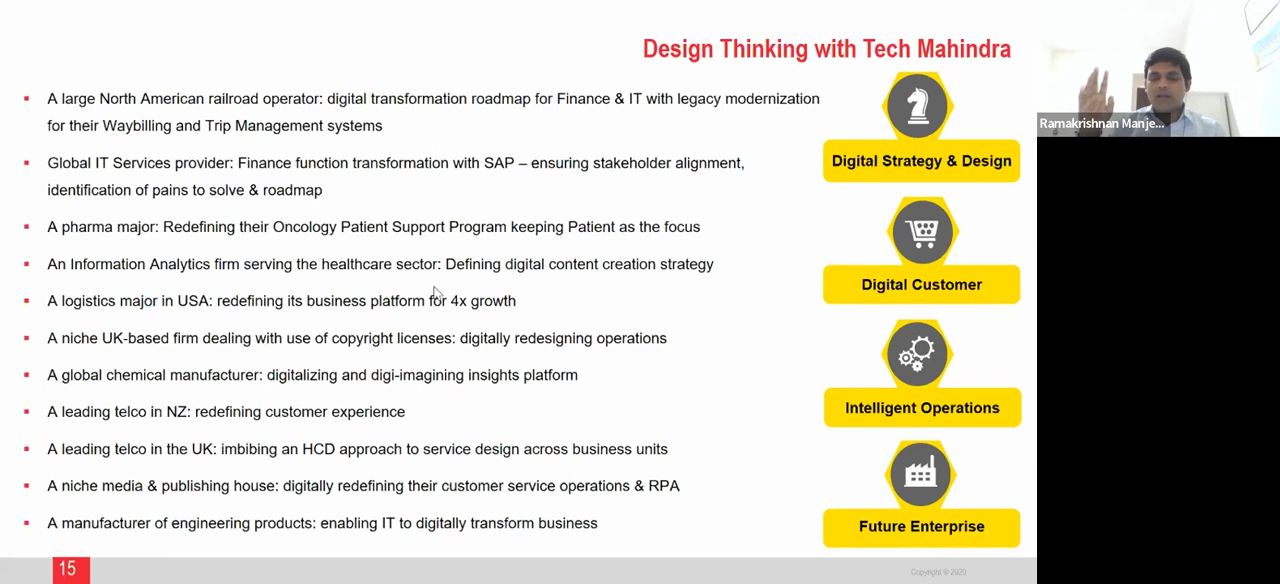 Design Thinking with Tech Mahindra
▪ A large North American railroad operator: digital transformation roadmap for Finance & IT with legacy modernization
for their Waybilling and Trip Management systems
▪ Global IT Services provider: Finance function transformation with SAP – ensuring stakeholder alignment,
identification of pains to solve & roadmap
▪ A pharma major: Redefining their Oncology Patient Support Program keeping Patient as the focus
▪ An Information Analytics firm serving the healthcare sector: Defining digital content creation strategy
▪ A logistics major in USA: redefining its business platform for 4x growth
▪ A niche UK-based firm dealing with use of copyright licenses: digitally redesigning operations
▪ A global chemical manufacturer: digitalizing and digi-imagining insights platform
▪ A leading telco in NZ: redefining customer experience
▪ A leading telco in the UK: imbibing an HCD approach to service design across business units
▪ A niche media & publishing house: digitally redefining their customer service operations & RPA
▪ A manufacturer of engineering products: enabling IT to digitally transform business
Digital Strategy & Design
Digital Customer
Intelligent Operations
Future Enterprise
Ramakrishnan Manje...
15
Copyright © 2020